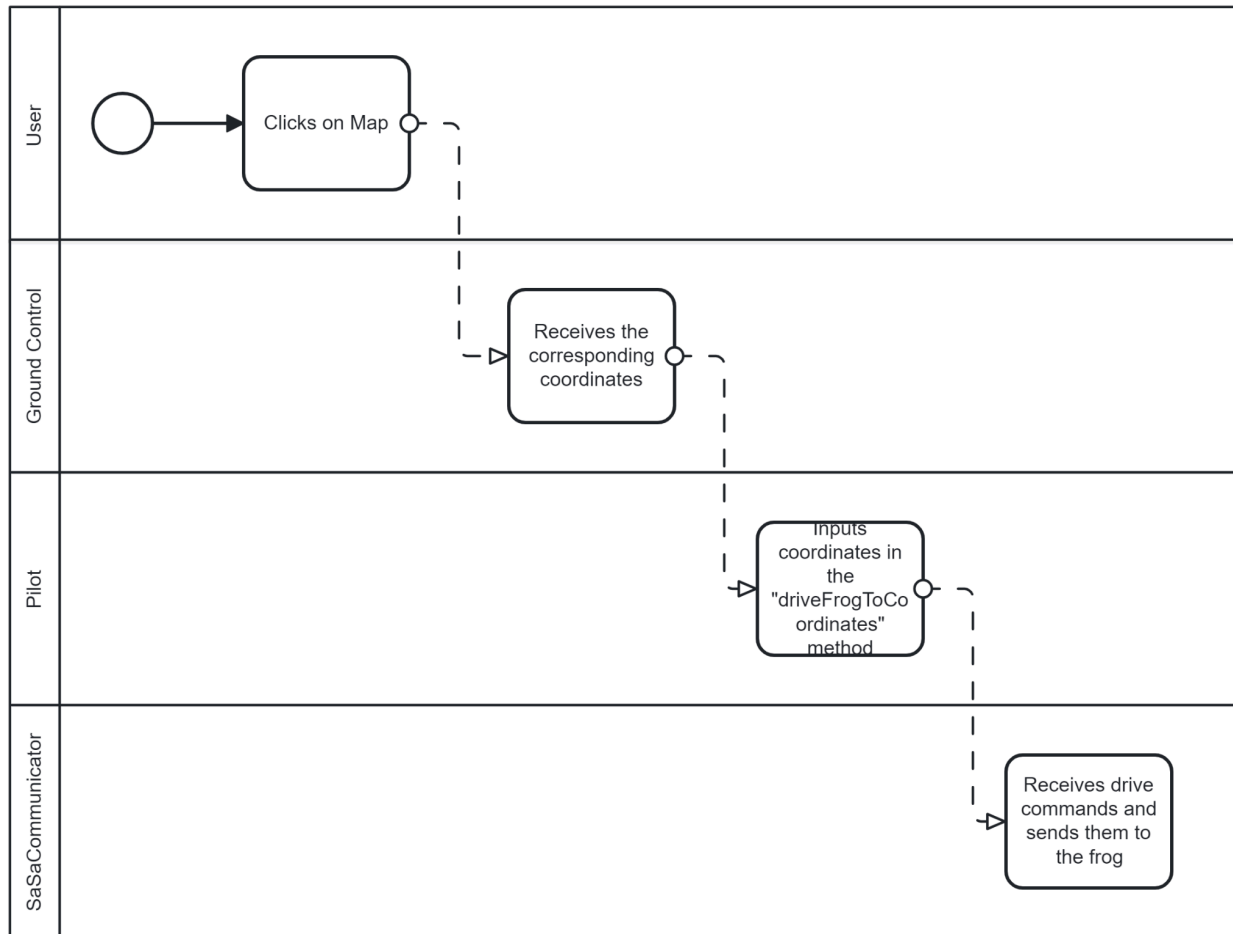 User
Clicks on Map
Ground Control
Receives the
corresponding
coordinates
Pilot
Inputs
coordinates in
the
"driveFrogToCo
ordinates"
method
SaSaCommunicator
Receives drive
commands and
sends them to
the frog